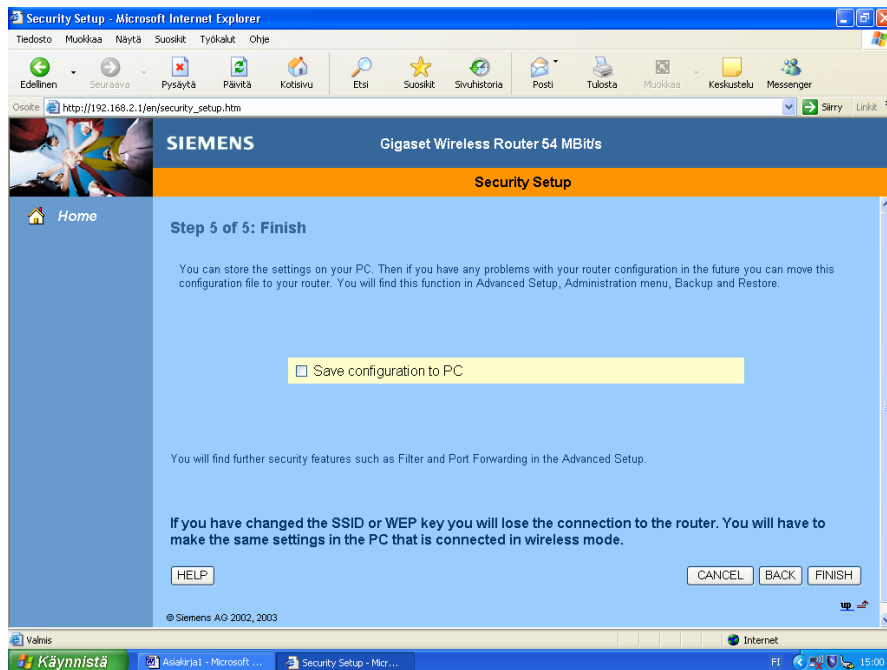 Security Setup - Microsoft Internet Explorer
Tiedosto Muokkaa Näytä Suosikit Työkalut Ohje
Edellinen Seuraava Pysäytä Päivitä Kotisivu Etsi Suosikit Sivuhistoria Posti Tulosta Muokkaa Keskustelu Messenger
Osoite http://192.168.2.1/en/security_setup.htm Siirry Linkit
SIEMENS Gigaset Wireless Router 54 MBit/s
Security Setup
Home
Step 5 of 5: Finish
You can store the settings on your PC. Then if you have any problems with your router configuration in the future you can move this
configuration file to your router. You will find this function in Advanced Setup, Administration menu, Backup and Restore.
Save configuration to PC
You will find further security features such as Filter and Port Forwarding in the Advanced Setup.
If you have changed the SSID or WEP key you will lose the connection to the router. You will have to
make the same settings in the PC that is connected in wireless mode.
HELP CANCEL BACK FINISH
up
© Siemens AG 2002, 2003
Valmis Internet
Käynnistä Asiakirja1 - Microsoft ... Security Setup - Micr... FI 15:00